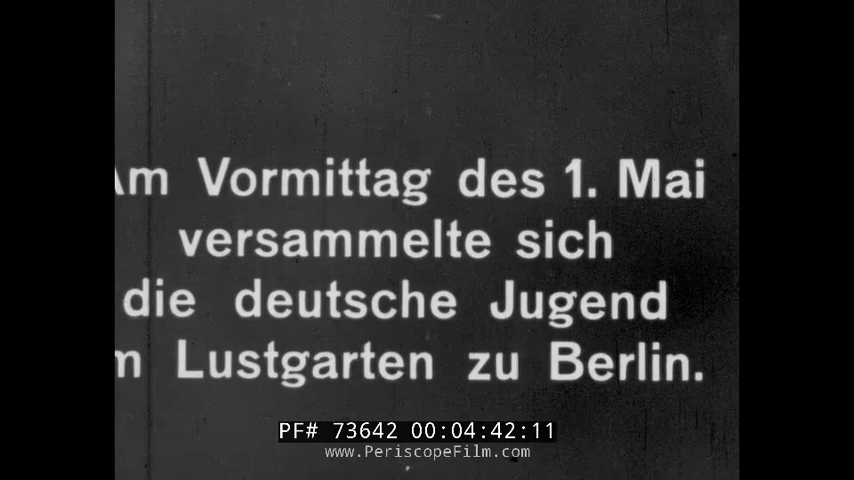 Am Vormittag des 1. Mai
versammelte sich
die deutsche Jugend
m Lustgarten zu Berlin.
PF# 73642 00:04:42:11
www.PeriscopeFilm.com